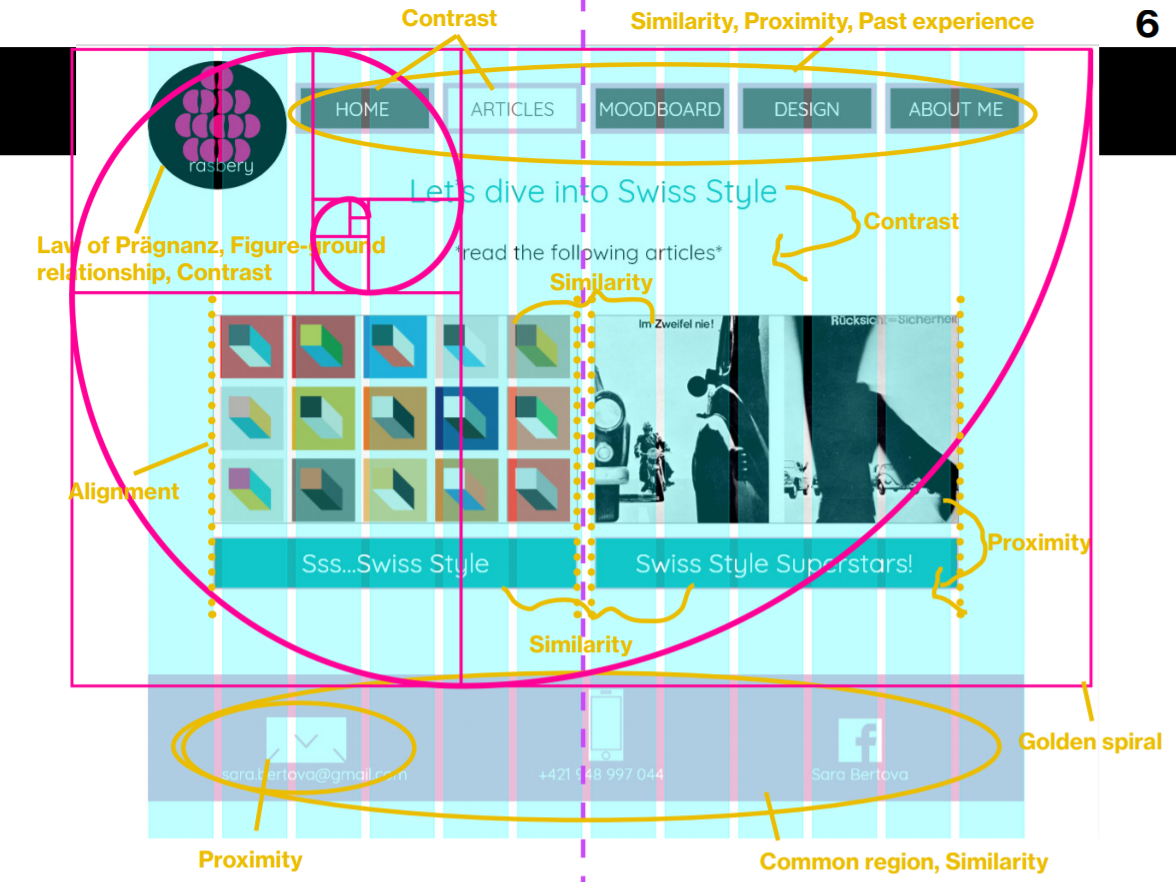 Contrast
Similarity, Proximity, Past experience
6
HOME
ARTICLES
MOODBOARD
DESIGN
ABOUT ME
rasbery
Let's dive into Swiss Style
Contrast
Law of Prägnanz, Figure-ground
relationship, Contrast
*read the following articles*
Similarity
Im Zweifel nie!
Rücksicht=Sicherheit
Alignment
Proximity
Sss...Swiss Style
Swiss Style Superstars!
Similarity
Golden spiral
sara.bertova@gmail.com
+421 948 997 044
Sara Bertova
Proximity
Common region, Similarity